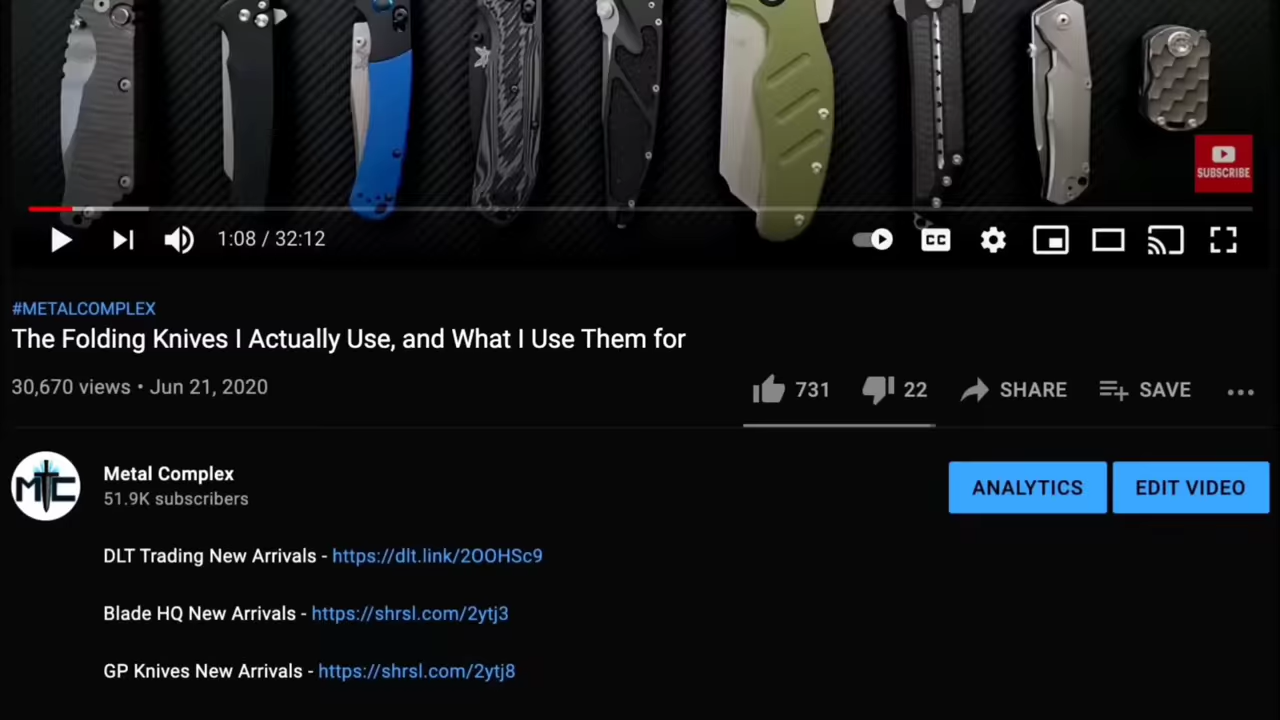 SUBSCRIBE
1:08 / 32:12
CC
#METALCOMPLEX
The Folding Knives I Actually Use, and What I Use Them for
30,670 views • Jun 21, 2020
731 22 SHARE SAVE
MTC
Metal Complex
51.9K subscribers
ANALYTICS EDIT VIDEO
DLT Trading New Arrivals - https://dlt.link/2OOHSc9
Blade HQ New Arrivals - https://shrsl.com/2ytj3
GP Knives New Arrivals - https://shrsl.com/2ytj8